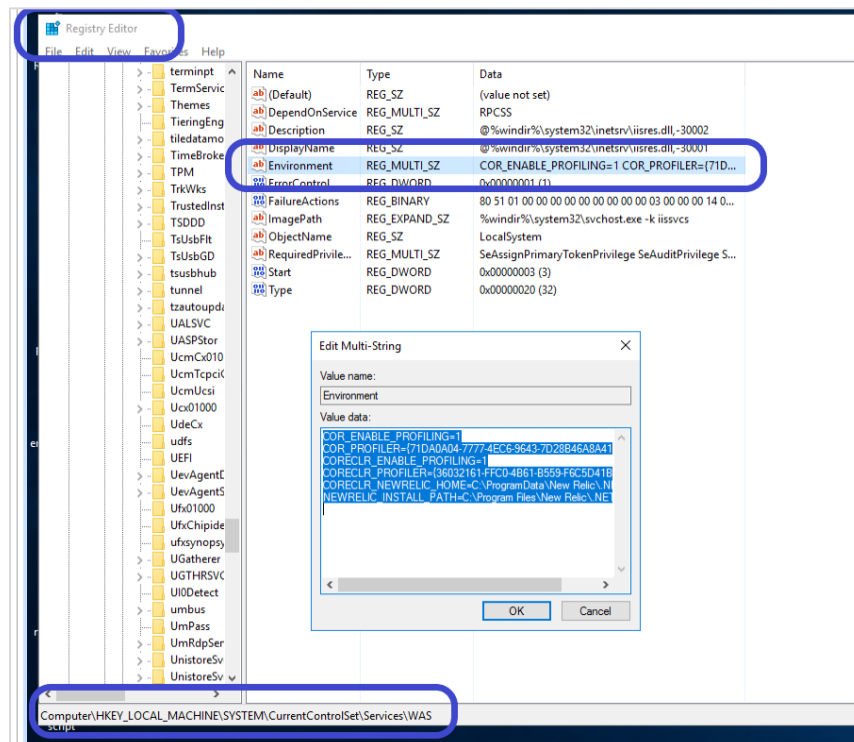 Registry Editor
File Edit View Favorites Help
terminpt
TermServic
Themes
TieringEng
tiledatamo
TimeBroke
TPM
TrkWks
TrustedInst
TSDDD
TsUsbFlt
TsUsbGD
tsusbhub
tunnel
tzautoupda
UALSVC
UASPStor
UcmCx010
UcmTcpci(
UcmUcsi
Ucx01000
UdeCx
udfs
UEFI
UevAgentD
UevAgentS
Ufx01000
UfxChipide
ufxsynopsy
UGatherer
UGTHRSVC
UI0Detect
umbus
UmPass
UmRdpSer
UnistoreSv
UnistoreSv
Name Type Data
(Default) REG_SZ (value not set)
DependOnService REG_MULTI_SZ RPCSS
Description REG_SZ @%windir%\system32\inetsrv\iisres.dll,-30002
DisplayName REG_SZ @%windir%\system32\inetsrv\iisres.dll,-30001
Environment REG_MULTI_SZ COR_ENABLE_PROFILING=1 COR_PROFILER={71D...
ErrorControl REG_DWORD 0x00000001 (1)
FailureActions REG_BINARY 80 51 01 00 00 00 00 00 00 00 00 00 03 00 00 00 14 0...
ImagePath REG_EXPAND_SZ %windir%\system32\svchost.exe -k iissvcs
ObjectName REG_SZ LocalSystem
RequiredPrivile... REG_MULTI_SZ SeAssignPrimaryTokenPrivilege SeAuditPrivilege S...
Start REG_DWORD 0x00000003 (3)
Type REG_DWORD 0x00000020 (32)
Edit Multi-String
Value name:
Environment
Value data:
COR_ENABLE_PROFILING=1
COR_PROFILER={71DA0A04-7777-4EC6-9643-7D28B46A8A41
CORECLR_ENABLE_PROFILING=1
CORECLR_PROFILER={36032161-FFC0-4B61-B559-F6C5D41B
CORECLR_NEWRELIC_HOME=C:\ProgramData\New Relic\.NI
NEWRELIC_INSTALL_PATH=C:\Program Files\New Relic\.NET
OK Cancel
Computer\HKEY_LOCAL_MACHINE\SYSTEM\CurrentControlSet\Services\WAS
script